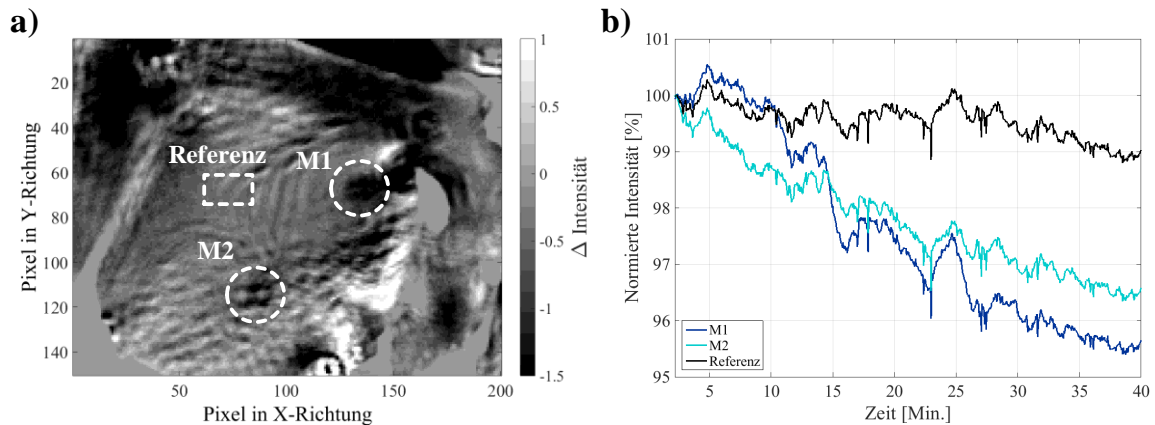 a)
Referenz
M1
M2
20
40
60
80
100
120
140
50
100
150
200
Pixel in Y-Richtung
Pixel in X-Richtung
1
0.5
0
-0.5
-1
-1.5
Δ Intensität
b)
101
100
99
98
97
96
95
Normierte Intensität [%]
M1
M2
Referenz
5
10
15
20
25
30
35
40
Zeit [Min.]